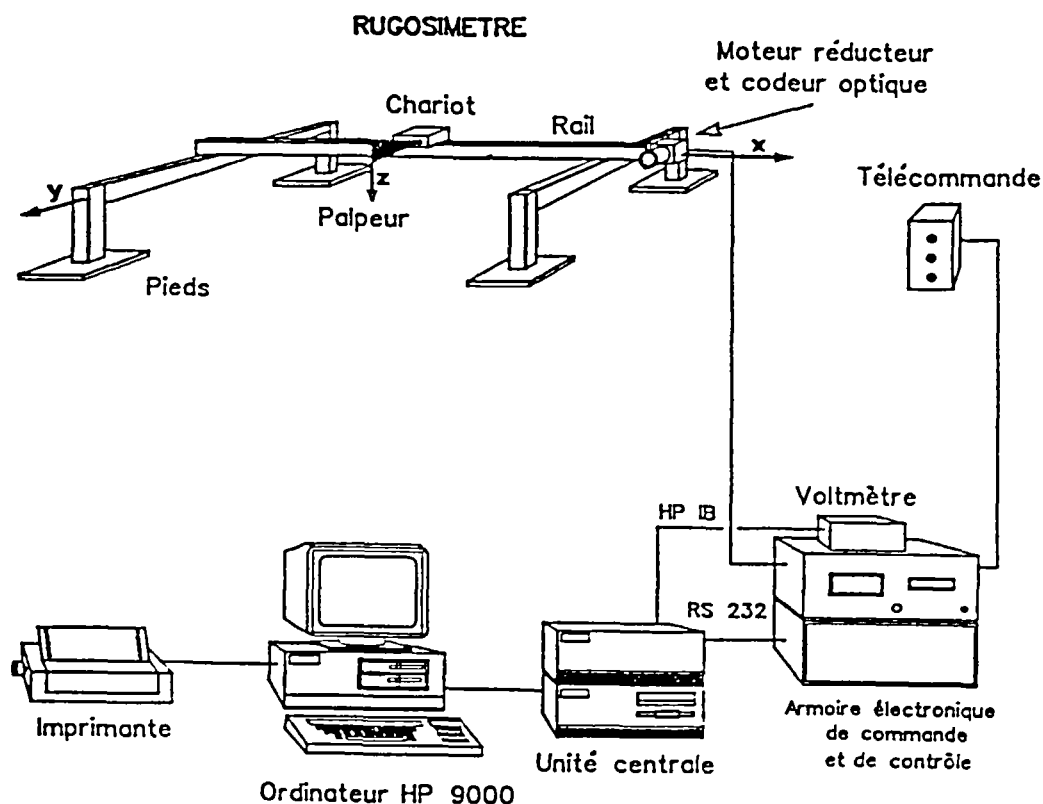 RUGOSIMETRE
Moteur réducteur
et codeur optique
Chariot
Rail
x
y
z
Palpeur
Télécommande
Pieds
Voltmètre
HP IB
RS 232
Imprimante
Ordinateur HP 9000
Unité centrale
Armoire électronique
de commande
et de contrôle